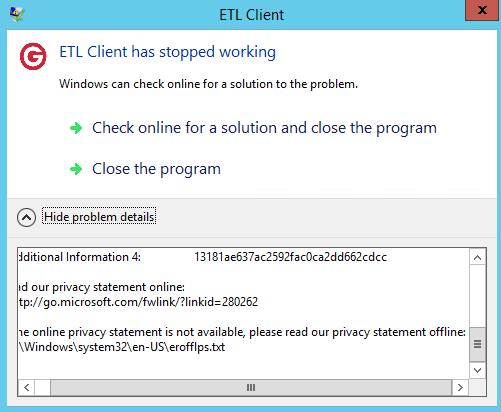 ETL Client
x
G
ETL Client has stopped working
Windows can check online for a solution to the problem.
Check online for a solution and close the program
Close the program
Hide problem details
dditional Information 4: 13181ae637ac2592fac0ca2dd662cdcc
ad our privacy statement online:
tp://go.microsoft.com/fwlink/?linkid=280262
he online privacy statement is not available, please read our privacy statement offline:
\Windows\system32\en-US\erofflps.txt